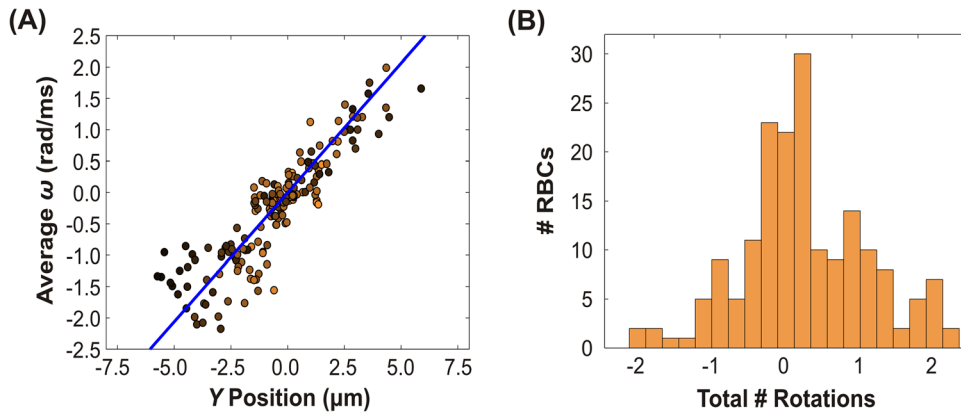 (A)
Average ω (rad/ms)
2.5
2.0
1.5
1.0
0.5
0.0
-0.5
-1.0
-1.5
-2.0
-2.5
-7.5 -5.0 -2.5 0.0 2.5 5.0 7.5
Y Position (μm)
(B)
# RBCs
30
25
20
15
10
5
0
-2 -1 0 1 2
Total # Rotations